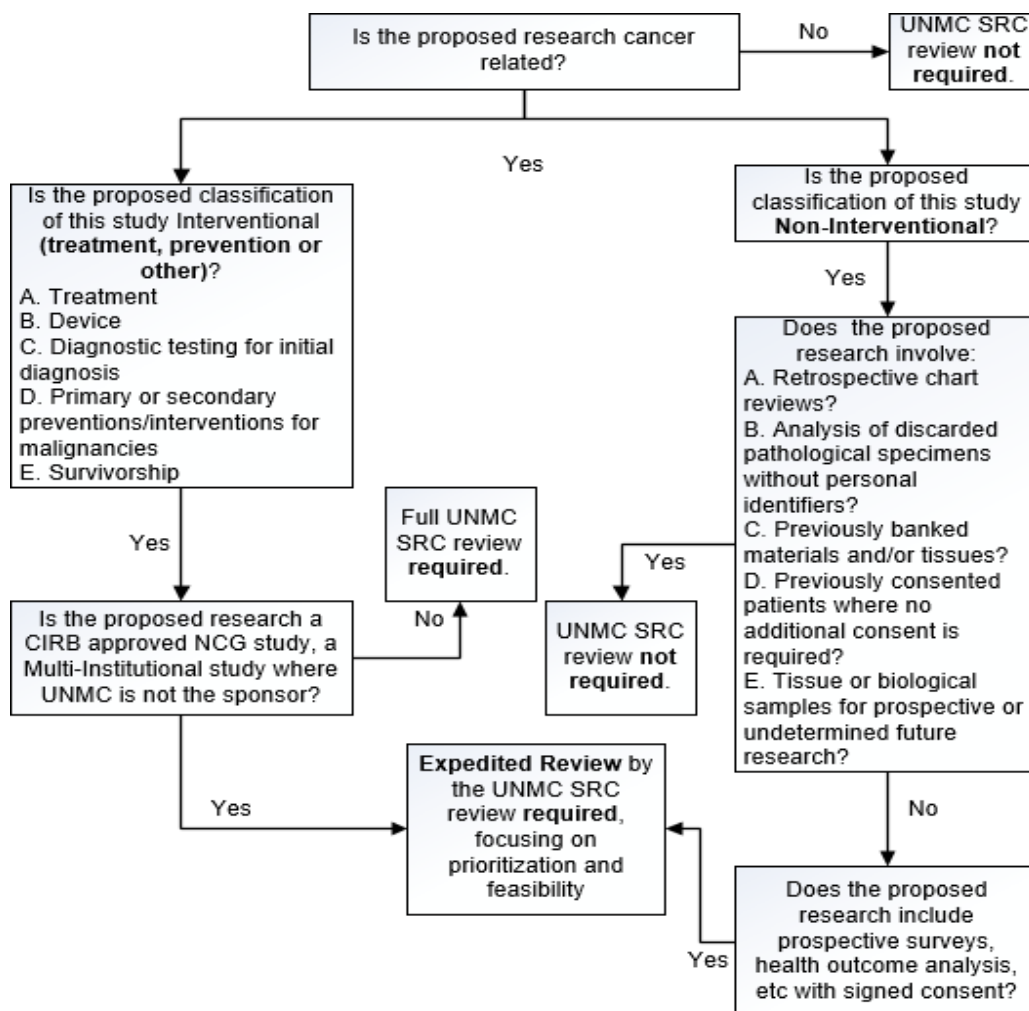 Is the proposed research cancer
related?
No
UNMC SRC
review not
required.
Yes
Is the proposed classification
of this study Interventional
(treatment, prevention or
other)?
A. Treatment
B. Device
C. Diagnostic testing for initial
diagnosis
D. Primary or secondary
preventions/interventions for
malignancies
E. Survivorship
Is the proposed
classification of this study
Non-Interventional?
Yes
Does the proposed
research involve:
A. Retrospective chart
reviews?
B. Analysis of discarded
pathological specimens
without personal
identifiers?
C. Previously banked
materials and/or tissues?
D. Previously consented
patients where no
additional consent is
required?
E. Tissue or biological
samples for prospective or
undetermined future
research?
Yes
Full UNMC
SRC review
required.
No
Yes
UNMC SRC
review not
required.
Is the proposed research a
CIRB approved NCG study, a
Multi-Institutional study where
UNMC is not the sponsor?
Yes
Expedited Review by
the UNMC SRC
review required,
focusing on
prioritization and
feasibility
No
Yes
Does the proposed
research include
prospective surveys,
health outcome analysis,
etc with signed consent?